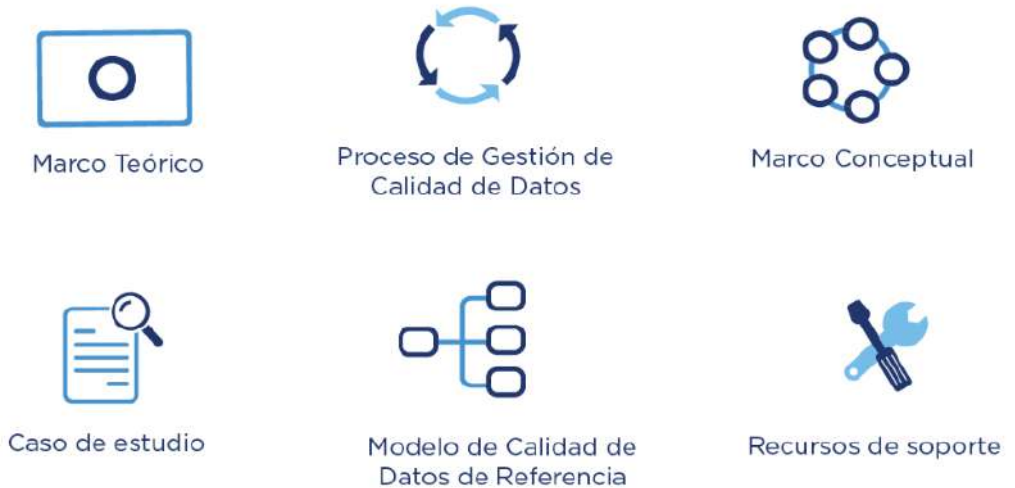 Marco Teórico
Proceso de Gestión de
Calidad de Datos
Marco Conceptual
Caso de estudio
Modelo de Calidad de
Datos de Referencia
Recursos de soporte